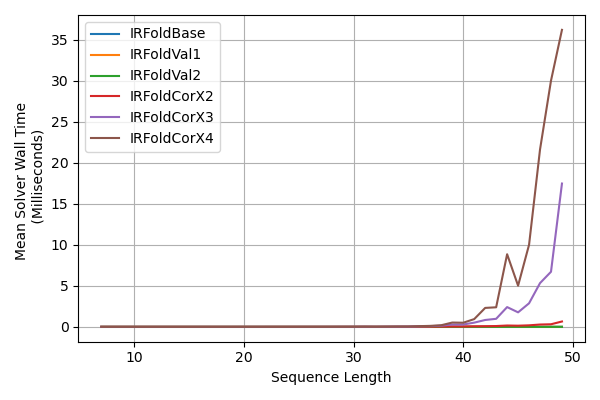 IRFoldBase
IRFoldVal1
IRFoldVal2
IRFoldCorX2
IRFoldCorX3
IRFoldCorX4
Mean Solver Wall Time
(Milliseconds)
35
30
25
20
15
10
5
0
10 20 30 40 50
Sequence Length